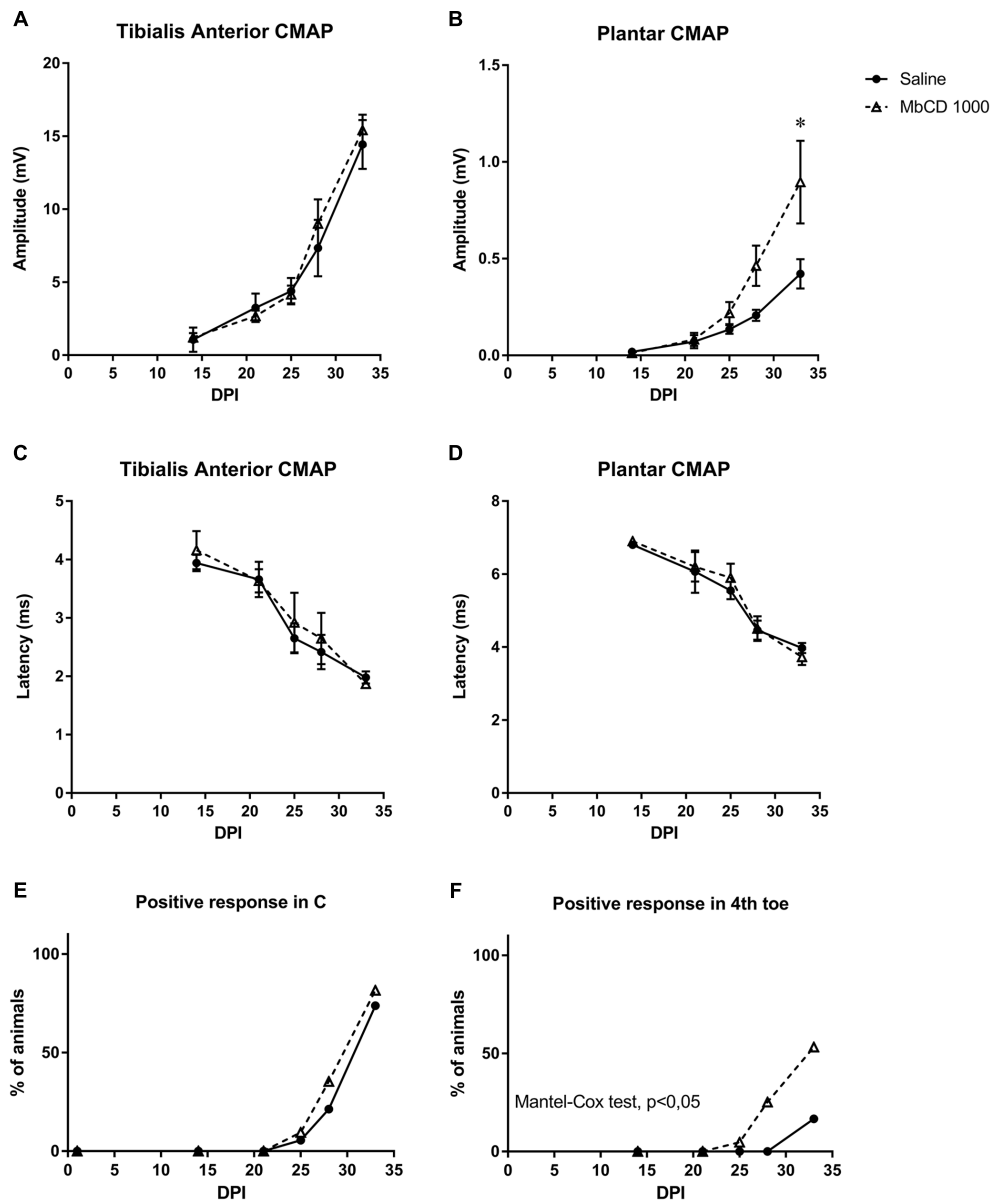 A
Tibialis Anterior CMAP
Amplitude (mV)
20
15
10
5
0
0 5 10 15 20 25 30 35
DPI
B
Plantar CMAP
Amplitude (mV)
1.5
1.0
0.5
0.0
*
0 5 10 15 20 25 30 35
DPI
Saline
MbCD 1000
C
Tibialis Anterior CMAP
Latency (ms)
5
4
3
2
1
0
0 5 10 15 20 25 30 35
DPI
D
Plantar CMAP
Latency (ms)
8
6
4
2
0
0 5 10 15 20 25 30 35
DPI
E
Positive response in C
% of animals
100
50
0
0 5 10 15 20 25 30 35
DPI
F
Positive response in 4th toe
% of animals
100
50
0
Mantel-Cox test, p<0,05
0 5 10 15 20 25 30 35
DPI